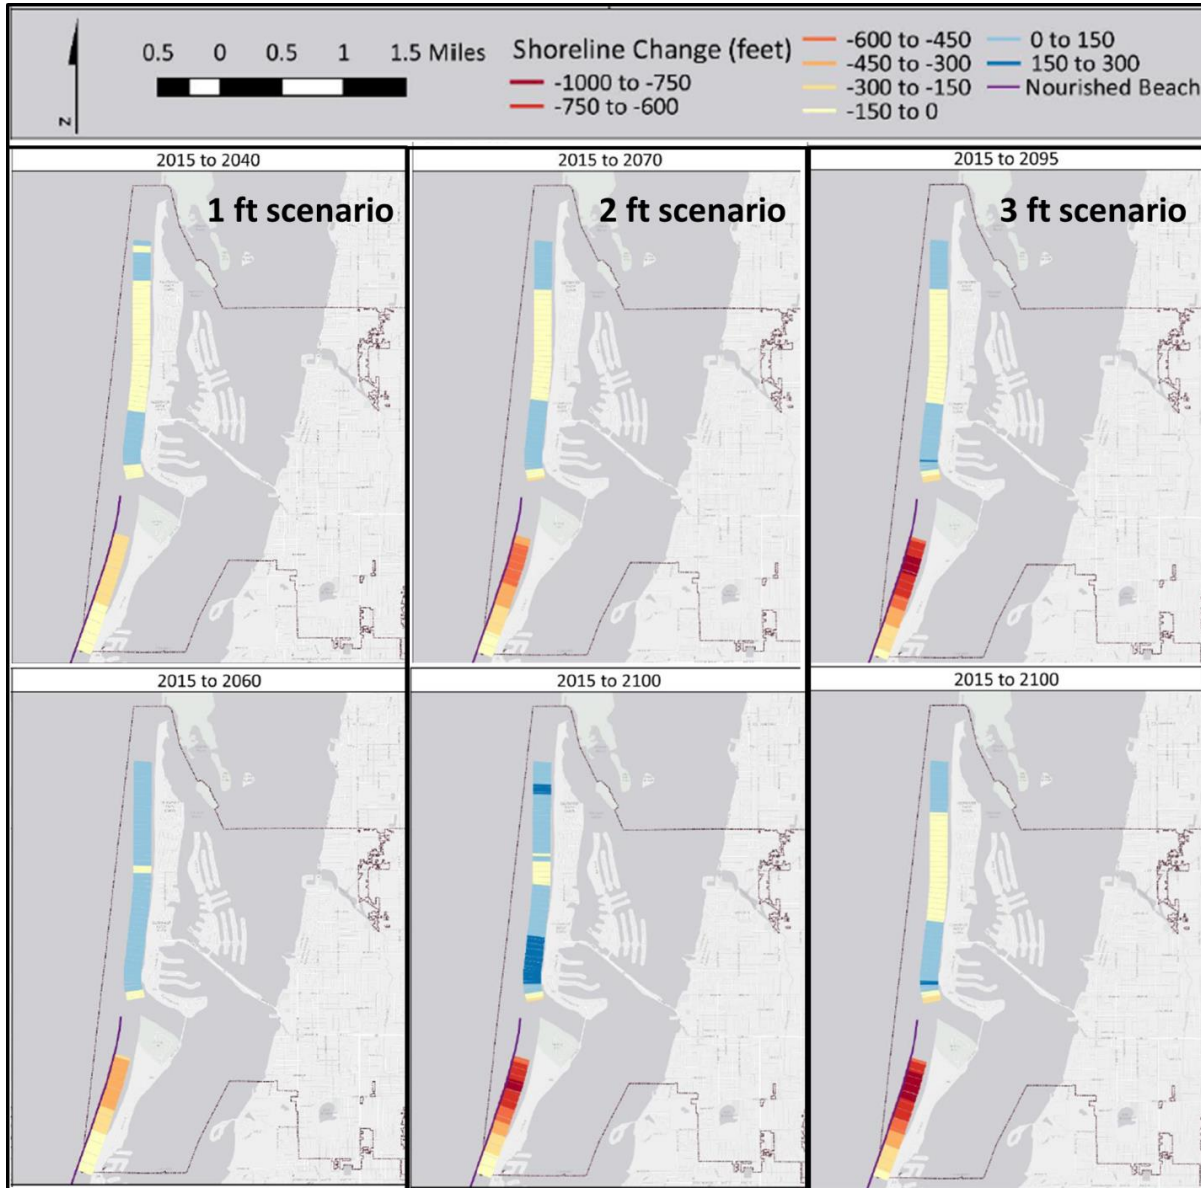 0.5 0 0.5 1 1.5 Miles
Z
Shoreline Change (feet)
-1000 to -750
-750 to -600
-600 to -450
-450 to -300
-300 to -150
-150 to 0
0 to 150
150 to 300
Nourished Beach
2015 to 2040
2015 to 2070
2015 to 2095
1 ft scenario
2 ft scenario
3 ft scenario
2015 to 2060
2015 to 2100
2015 to 2100